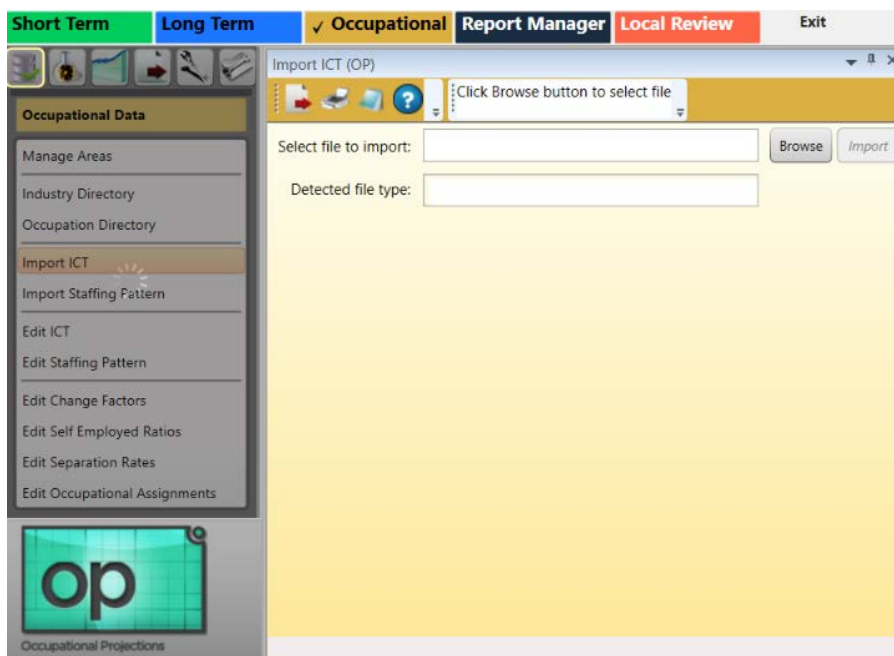 Short Term Long Term ✓ Occupational Report Manager Local Review Exit
Import ICT (OP)
Click Browse button to select file
Occupational Data
Select file to import: Browse Import
Manage Areas
Detected file type:
Industry Directory
Occupation Directory
Import ICT
Import Staffing Pattern
Edit ICT
Edit Staffing Pattern
Edit Change Factors
Edit Self Employed Ratios
Edit Separation Rates
Edit Occupational Assignments
op
Occupational Projections